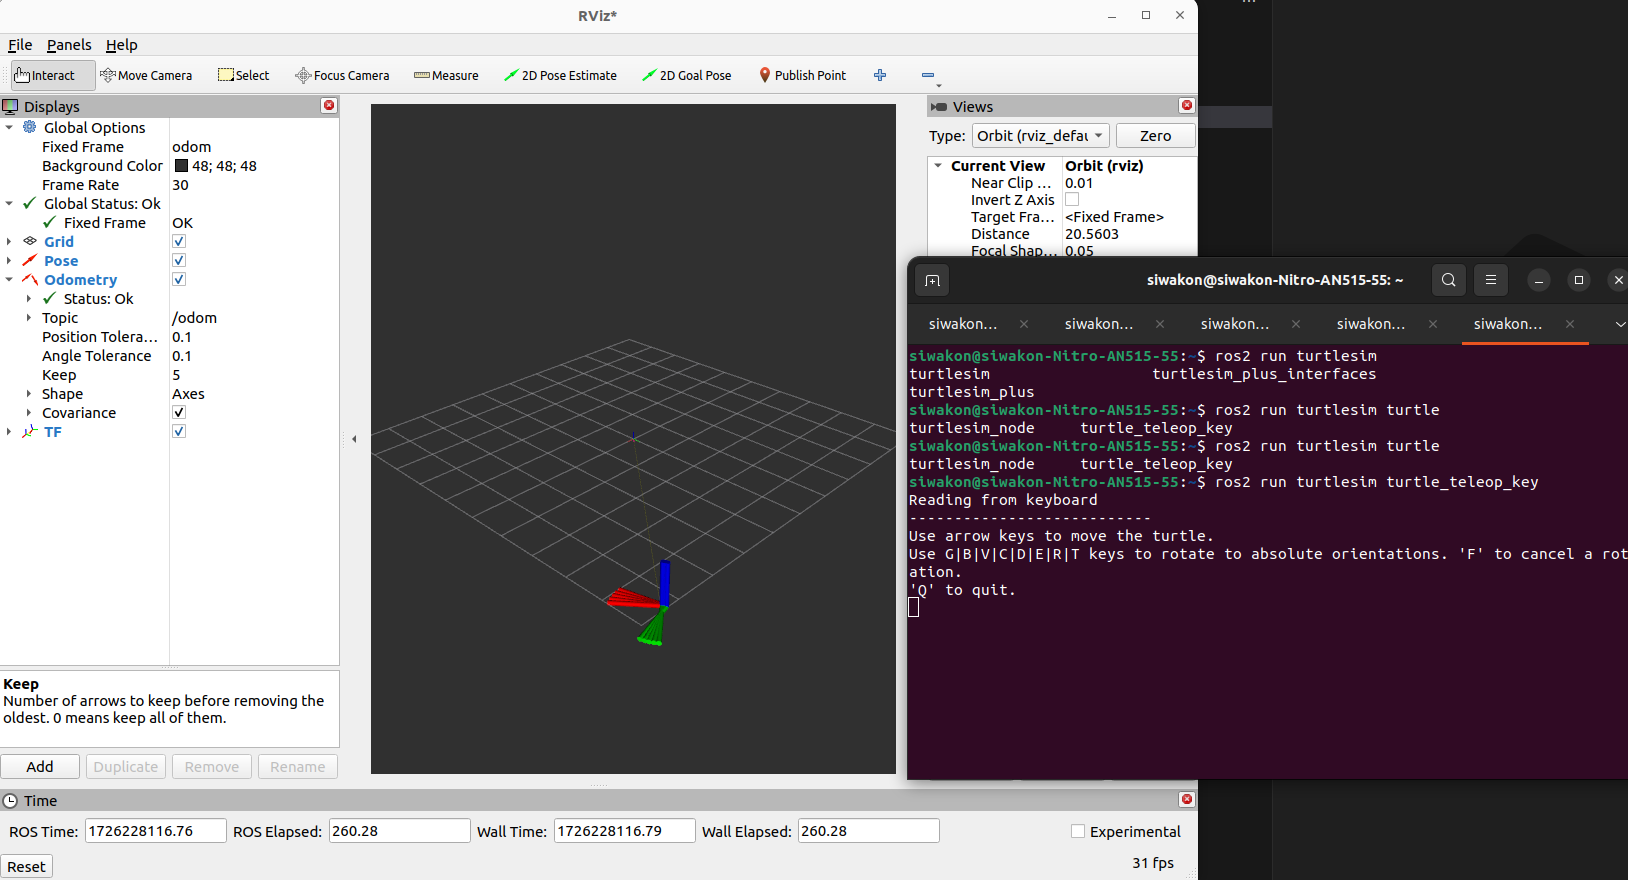 RViz*
File Panels Help
Interact Move Camera Select Focus Camera Measure 2D Pose Estimate 2D Goal Pose Publish Point
Displays
Global Options
Fixed Frame odom
Background Color 48; 48; 48
Frame Rate 30
Global Status: Ok
Fixed Frame OK
Grid
Pose
Odometry
Status: Ok
Topic /odom
Position Tolera... 0.1
Angle Tolerance 0.1
Keep 5
Shape Axes
Covariance
TF
Keep
Number of arrows to keep before removing the
oldest. 0 means keep all of them.
Add Duplicate Remove Rename
Views
Type: Orbit (rviz_defau Zero
Current View Orbit (rviz)
Near Clip ... 0.01
Invert Z Axis
Target Fra... <Fixed Frame>
Distance 20.5603
Focal Shap... 0.05
siwakon@siwakon-Nitro-AN515-55: ~
siwakon... siwakon... siwakon... siwakon... siwakon...
siwakon@siwakon-Nitro-AN515-55:~$ ros2 run turtlesim
turtlesim turtlesim_plus_interfaces
turtlesim_plus
siwakon@siwakon-Nitro-AN515-55:~$ ros2 run turtlesim turtle
turtlesim_node turtle_teleop_key
siwakon@siwakon-Nitro-AN515-55:~$ ros2 run turtlesim turtle
turtlesim_node turtle_teleop_key
siwakon@siwakon-Nitro-AN515-55:~$ ros2 run turtlesim turtle_teleop_key
Reading from keyboard
---------------------------
Use arrow keys to move the turtle.
Use G|B|V|C|D|E|R|T keys to rotate to absolute orientations. 'F' to cancel a rot
ation.
'Q' to quit.
Time
ROS Time: 1726228116.76 ROS Elapsed: 260.28 Wall Time: 1726228116.79 Wall Elapsed: 260.28 Experimental
Reset 31 fps